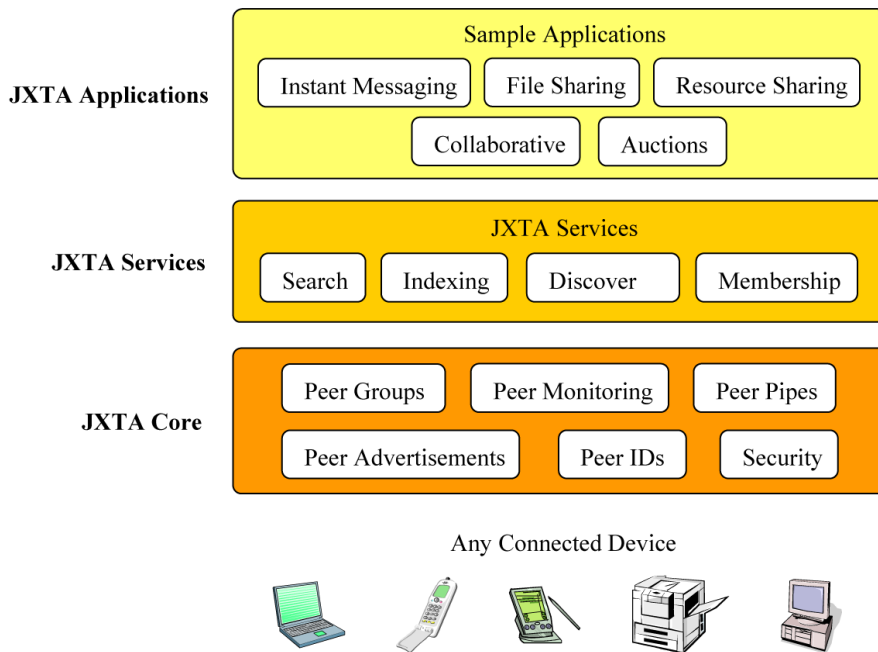 Sample Applications
JXTA Applications
Instant Messaging
File Sharing
Resource Sharing
Collaborative
Auctions
JXTA Services
JXTA Services
Search
Indexing
Discover
Membership
JXTA Core
Peer Groups
Peer Monitoring
Peer Pipes
Peer Advertisements
Peer IDs
Security
Any Connected Device